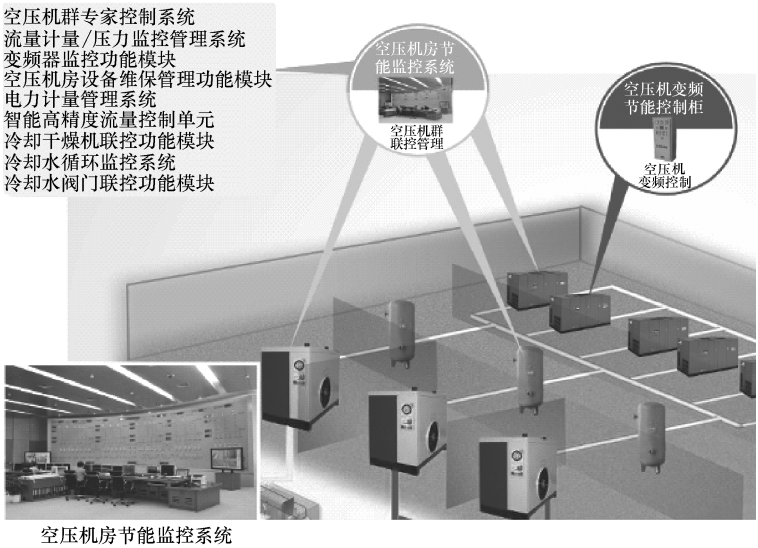 空压机群专家控制系统
流量计量/压力监控管理系统
变频器监控功能模块
空压机房设备维保管理功能模块
电力计量管理系统
智能高精度流量控制单元
冷却干燥机联控功能模块
冷却水循环监控系统
冷却水阀门联控功能模块
空压机房节
能监控系统
空压机群
联控管理
空压机变频
节能控制柜
空压机
变频控制
空压机房节能监控系统